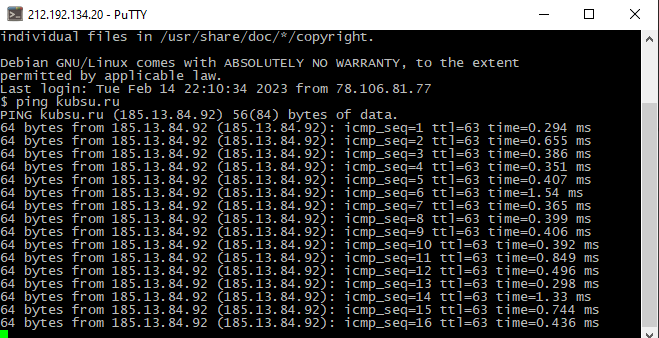 212.192.134.20 - PuTTY
individual files in /usr/share/doc/*/copyright.
Debian GNU/Linux comes with ABSOLUTELY NO WARRANTY, to the extent
permitted by applicable law.
Last login: Tue Feb 14 22:10:34 2023 from 78.106.81.77
$ ping kubsu.ru
PING kubsu.ru (185.13.84.92) 56(84) bytes of data.
64 bytes from 185.13.84.92 (185.13.84.92): icmp_seq=1 ttl=63 time=0.294 ms
64 bytes from 185.13.84.92 (185.13.84.92): icmp_seq=2 ttl=63 time=0.655 ms
64 bytes from 185.13.84.92 (185.13.84.92): icmp_seq=3 ttl=63 time=0.386 ms
64 bytes from 185.13.84.92 (185.13.84.92): icmp_seq=4 ttl=63 time=0.351 ms
64 bytes from 185.13.84.92 (185.13.84.92): icmp_seq=5 ttl=63 time=0.407 ms
64 bytes from 185.13.84.92 (185.13.84.92): icmp_seq=6 ttl=63 time=1.54 ms
64 bytes from 185.13.84.92 (185.13.84.92): icmp_seq=7 ttl=63 time=0.365 ms
64 bytes from 185.13.84.92 (185.13.84.92): icmp_seq=8 ttl=63 time=0.399 ms
64 bytes from 185.13.84.92 (185.13.84.92): icmp_seq=9 ttl=63 time=0.406 ms
64 bytes from 185.13.84.92 (185.13.84.92): icmp_seq=10 ttl=63 time=0.392 ms
64 bytes from 185.13.84.92 (185.13.84.92): icmp_seq=11 ttl=63 time=0.849 ms
64 bytes from 185.13.84.92 (185.13.84.92): icmp_seq=12 ttl=63 time=0.496 ms
64 bytes from 185.13.84.92 (185.13.84.92): icmp_seq=13 ttl=63 time=0.298 ms
64 bytes from 185.13.84.92 (185.13.84.92): icmp_seq=14 ttl=63 time=1.33 ms
64 bytes from 185.13.84.92 (185.13.84.92): icmp_seq=15 ttl=63 time=0.744 ms
64 bytes from 185.13.84.92 (185.13.84.92): icmp_seq=16 ttl=63 time=0.436 ms